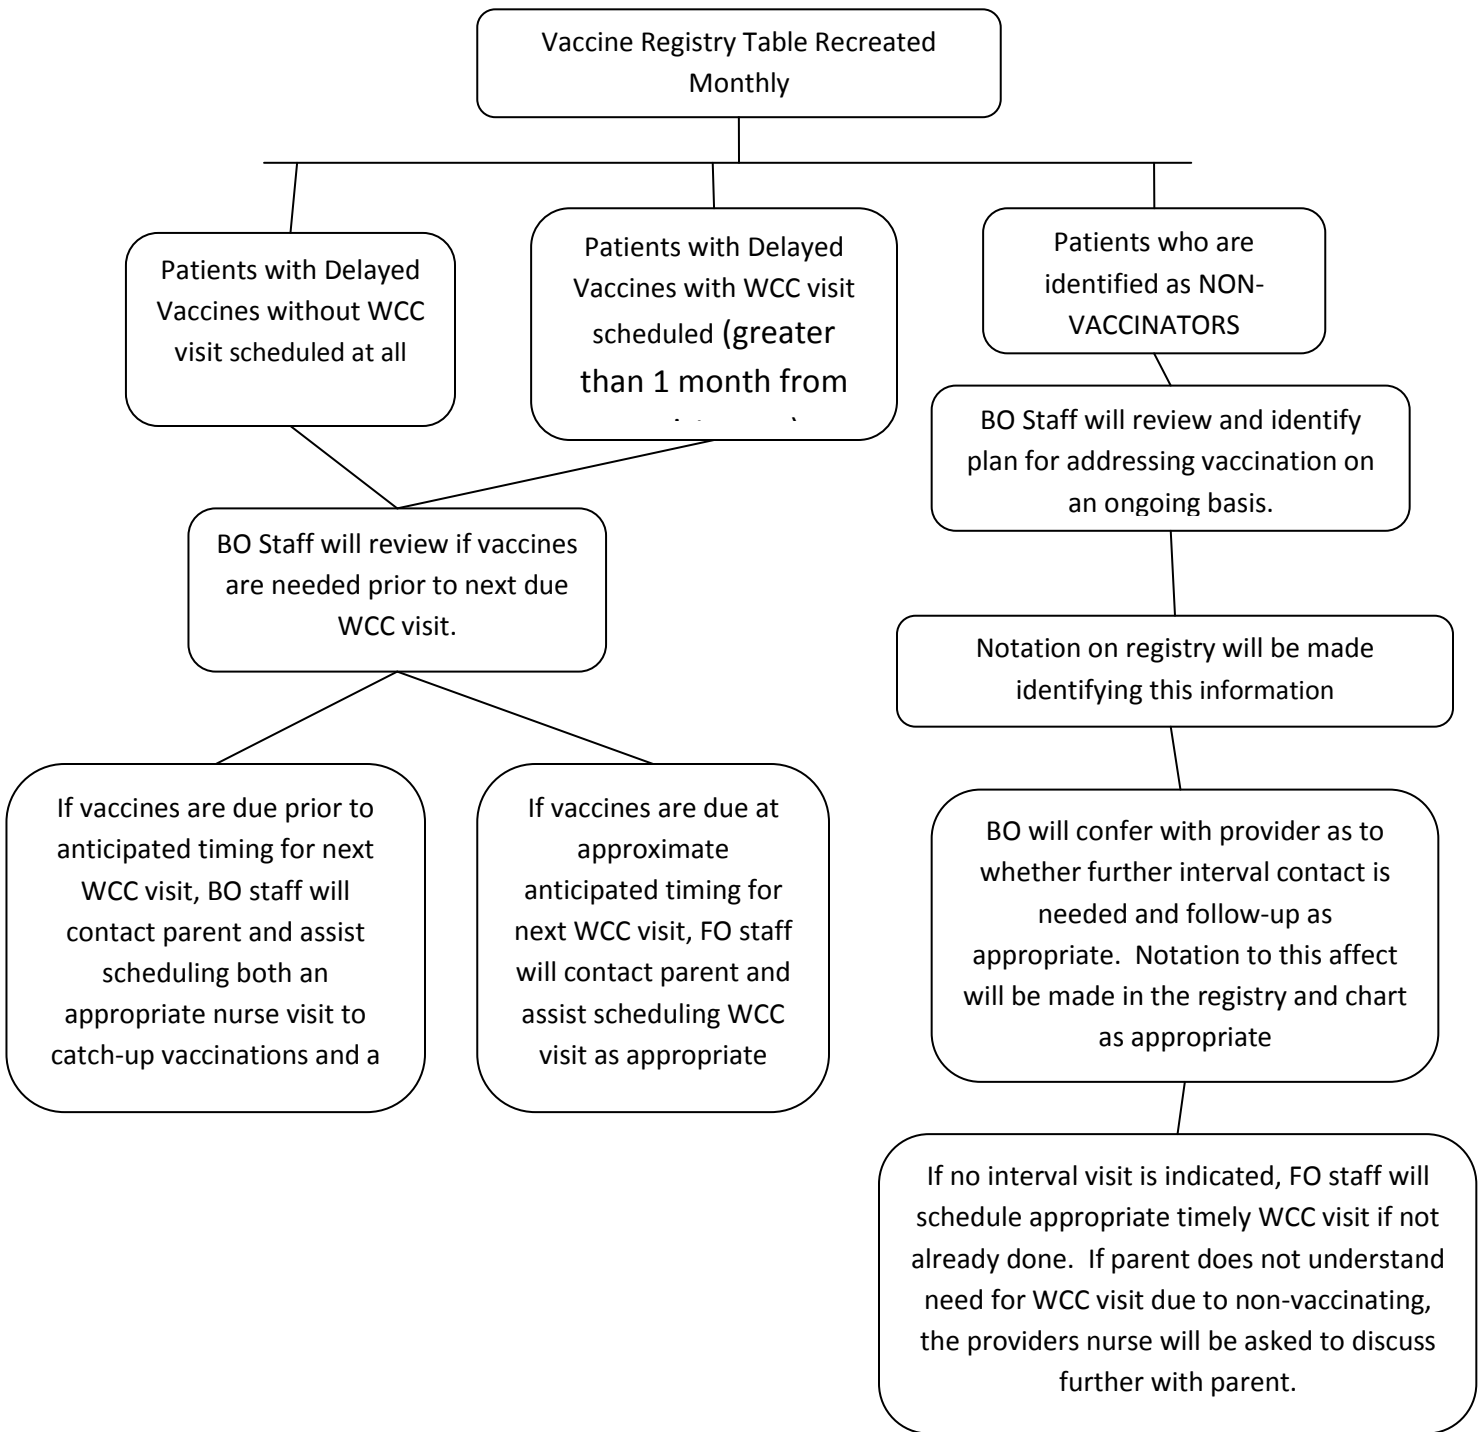 Vaccine Registry Table Recreated
Monthly
Patients with Delayed
Vaccines without WCC
visit scheduled at all
Patients with Delayed
Vaccines with WCC visit
scheduled (greater
than 1 month from
Patients who are
identified as NON-
VACCINATORS
BO Staff will review if vaccines
are needed prior to next due
WCC visit.
BO Staff will review and identify
plan for addressing vaccination on
an ongoing basis.
Notation on registry will be made
identifying this information
If vaccines are due prior to
anticipated timing for next
WCC visit, BO staff will
contact parent and assist
scheduling both an
appropriate nurse visit to
catch-up vaccinations and a
If vaccines are due at
approximate
anticipated timing for
next WCC visit, FO staff
will contact parent and
assist scheduling WCC
visit as appropriate
BO will confer with provider as to
whether further interval contact is
needed and follow-up as
appropriate.  Notation to this affect
will be made in the registry and chart
as appropriate
If no interval visit is indicated, FO staff will
schedule appropriate timely WCC visit if not
already done.  If parent does not understand
need for WCC visit due to non-vaccinating,
the providers nurse will be asked to discuss
further with parent.